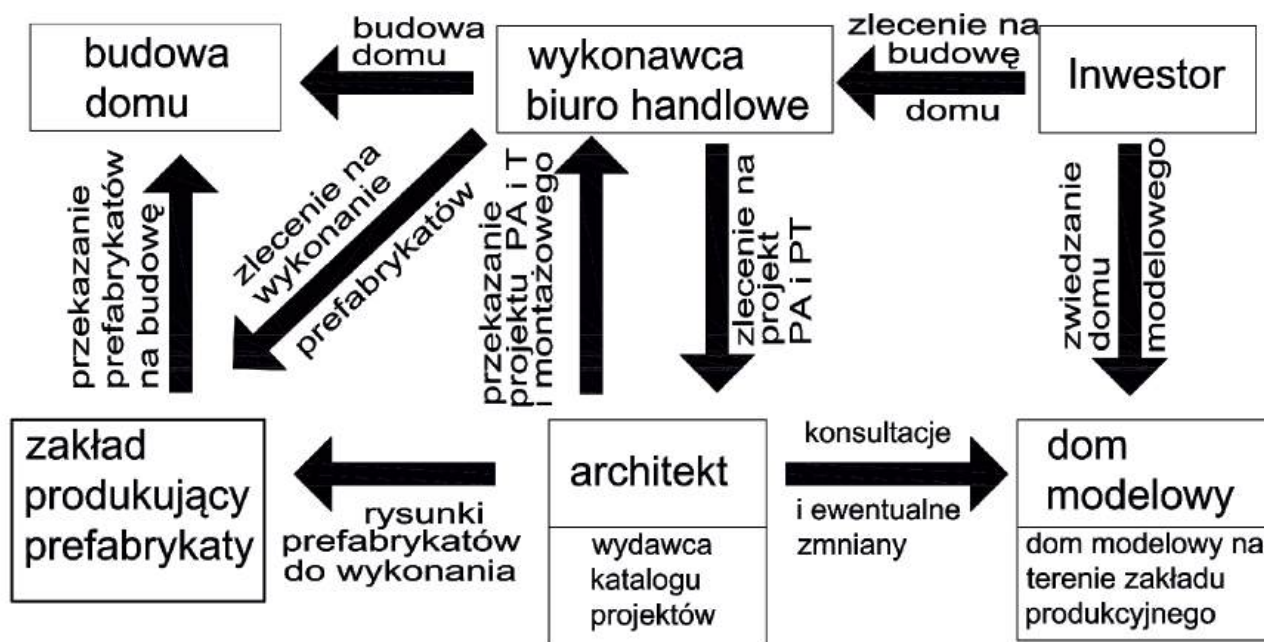 budowa
domu
budowa
domu
wykonawca
biuro handlowe
zlecenie na
budowę
domu
Inwestor
przekazanie
prefabrykatów
na budowę
zlecenie na
wykonanie
prefabrykatów
przekazanie
projektu PA i T
i montażowego
zlecenie na
projekt
PA i PT
zwiedzanie
domu
modelowego
zakład
produkujący
prefabrykaty
rysunki
prefabrykatów
do wykonania
architekt
wydawca
katalogu
projektów
konsultacje
i ewentualne
zmniany
dom
modelowy
dom modelowy na
terenie zakładu
produkcyjnego